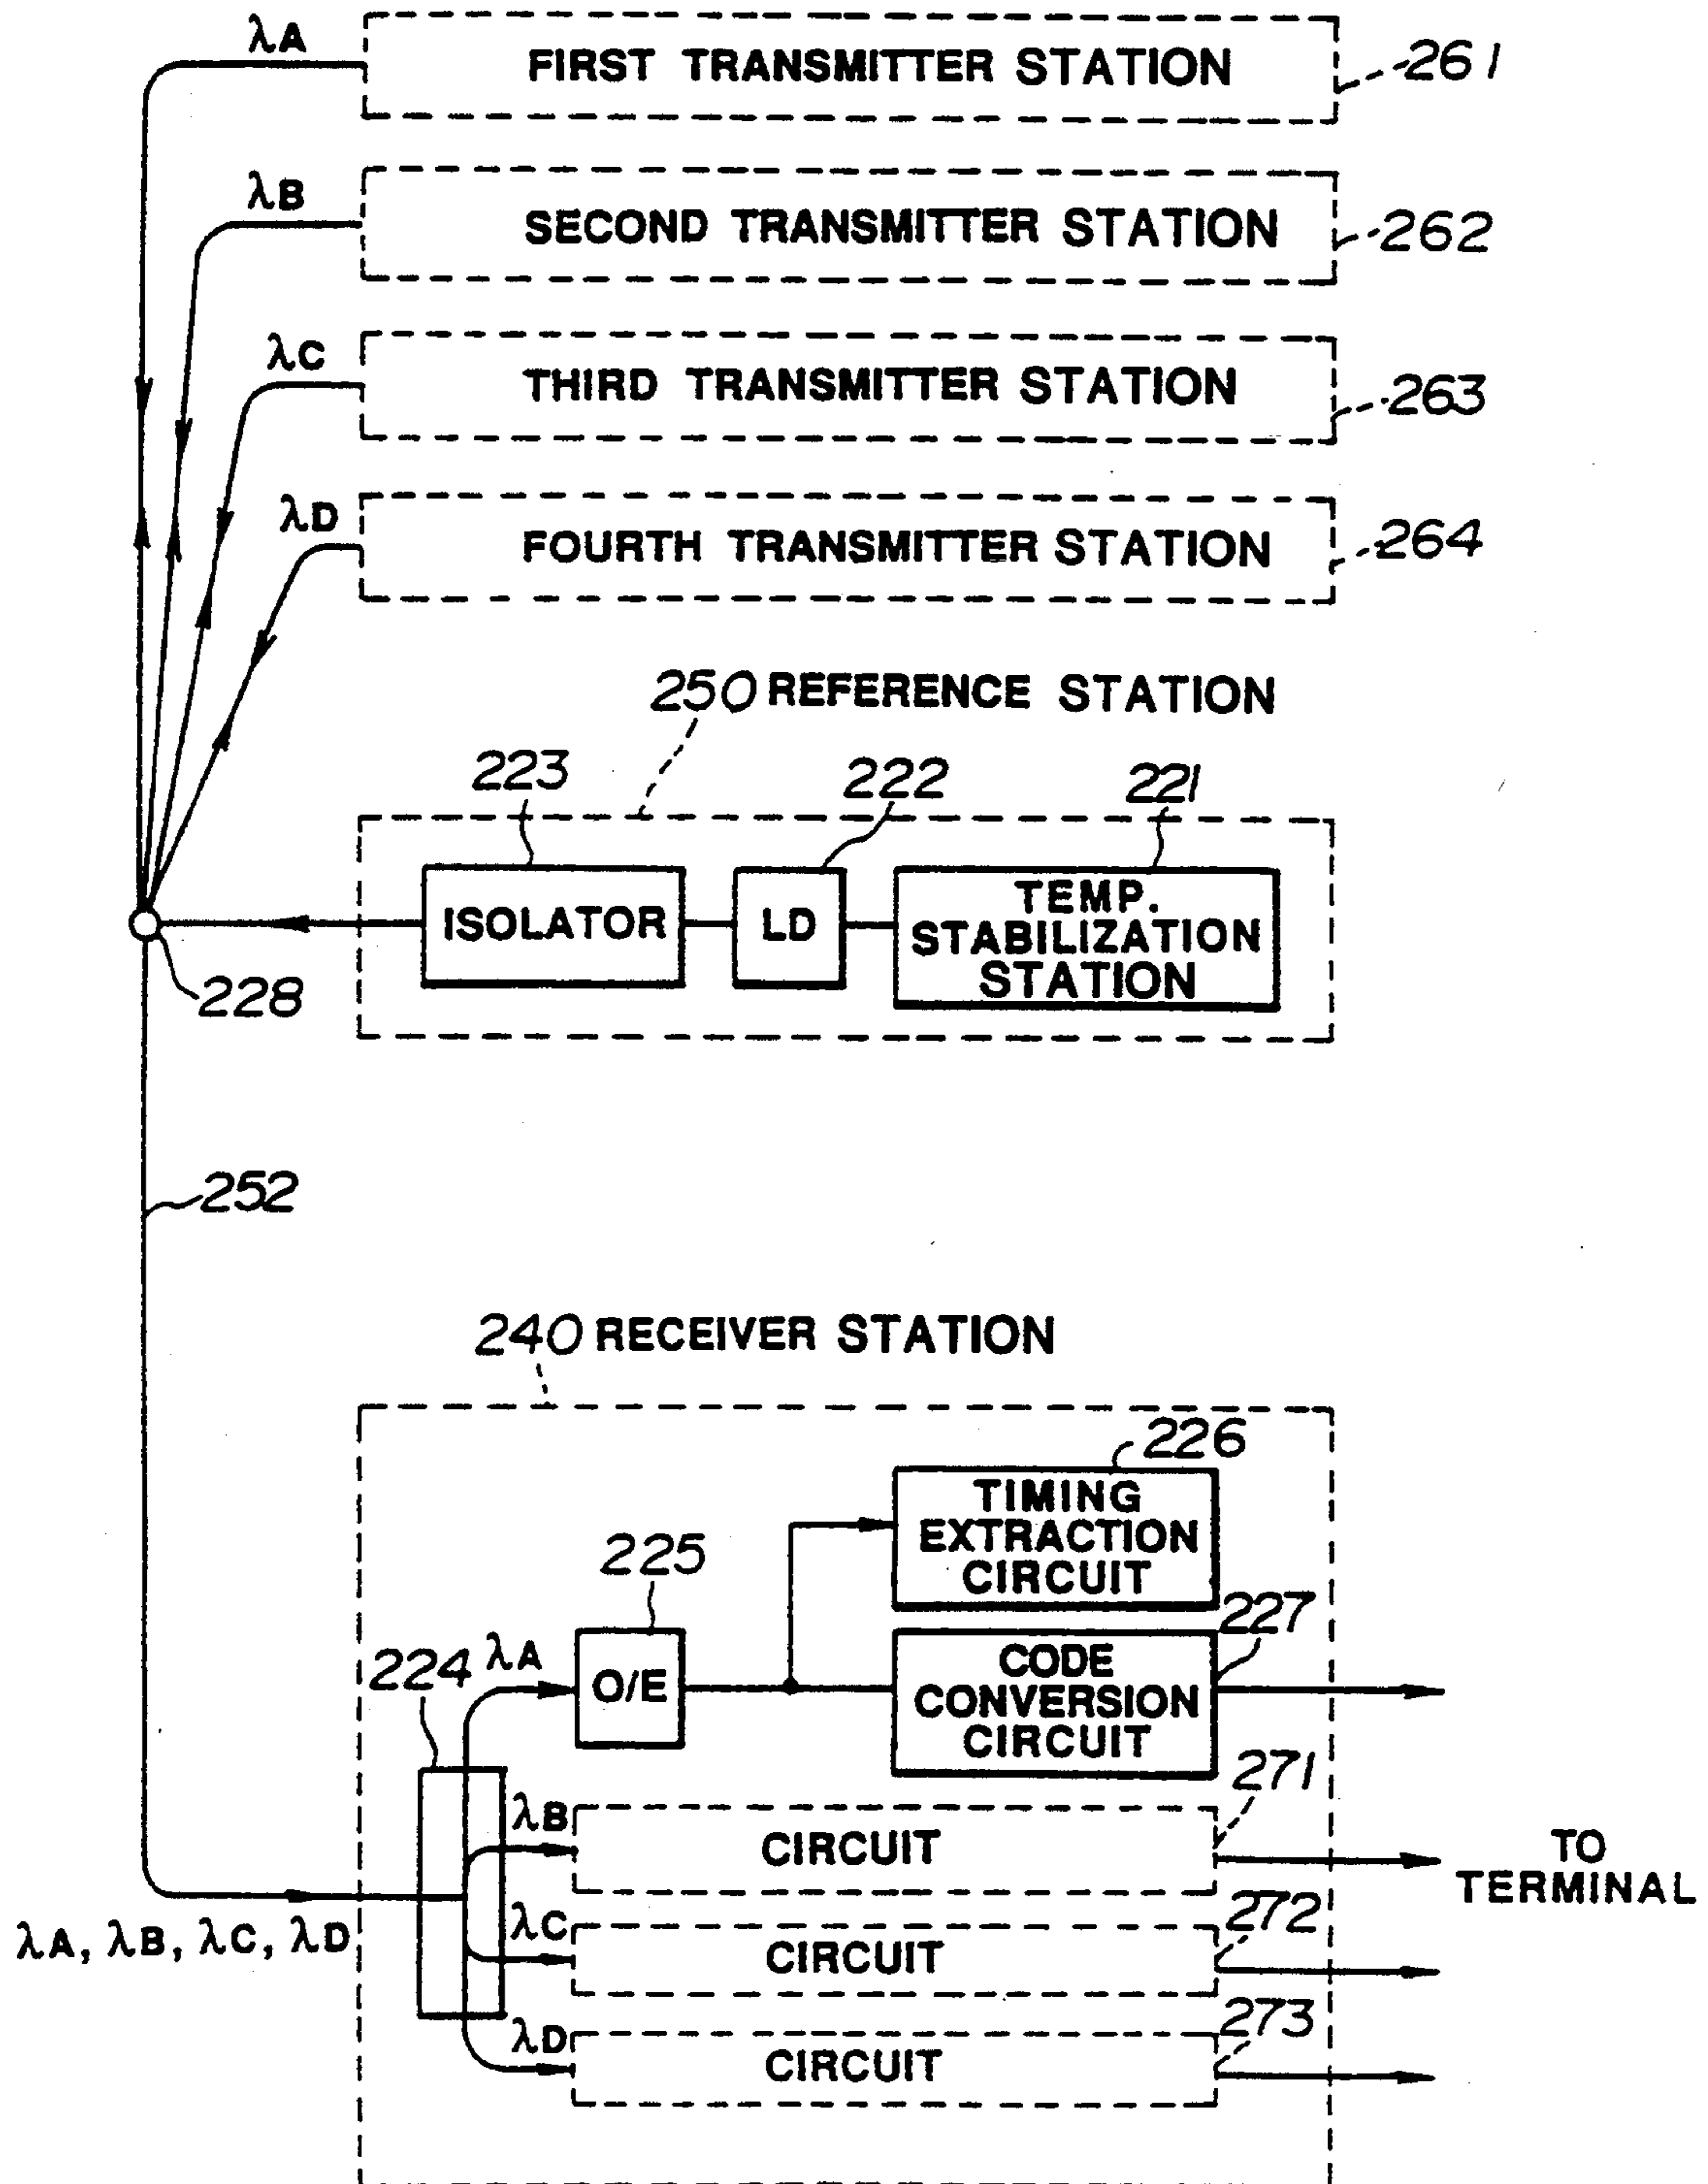 λA
FIRST TRANSMITTER STATION
261
λB
SECOND TRANSMITTER STATION
262
λC
THIRD TRANSMITTER STATION
263
λD
FOURTH TRANSMITTER STATION
264
250 REFERENCE STATION
223
222
221
ISOLATOR
LD
TEMP.
STABILIZATION
STATION
228
252
240 RECEIVER STATION
226
TIMING
EXTRACTION
CIRCUIT
225
227
224
λA
O/E
CODE
CONVERSION
CIRCUIT
271
λB
CIRCUIT
TO
TERMINAL
272
λA, λB, λC, λD
λC
CIRCUIT
273
λD
CIRCUIT